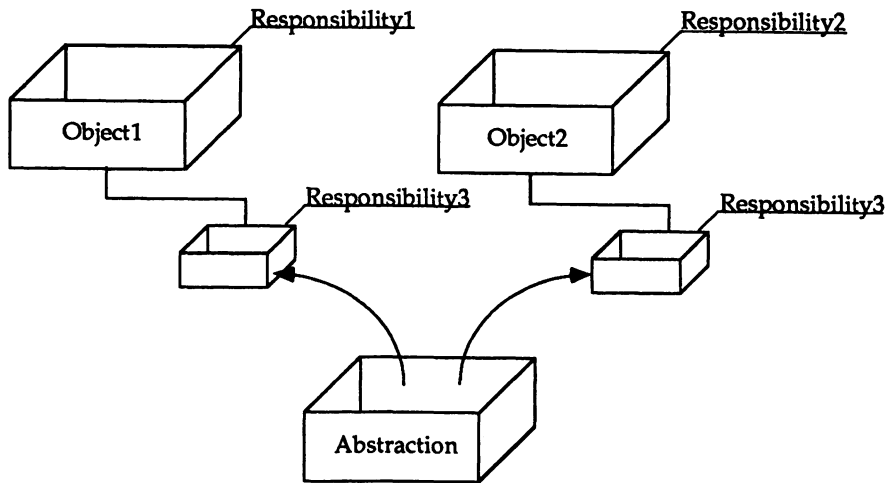 Responsibility1
Responsibility2
Object1
Object2
Responsibility3
Responsibility3
Abstraction